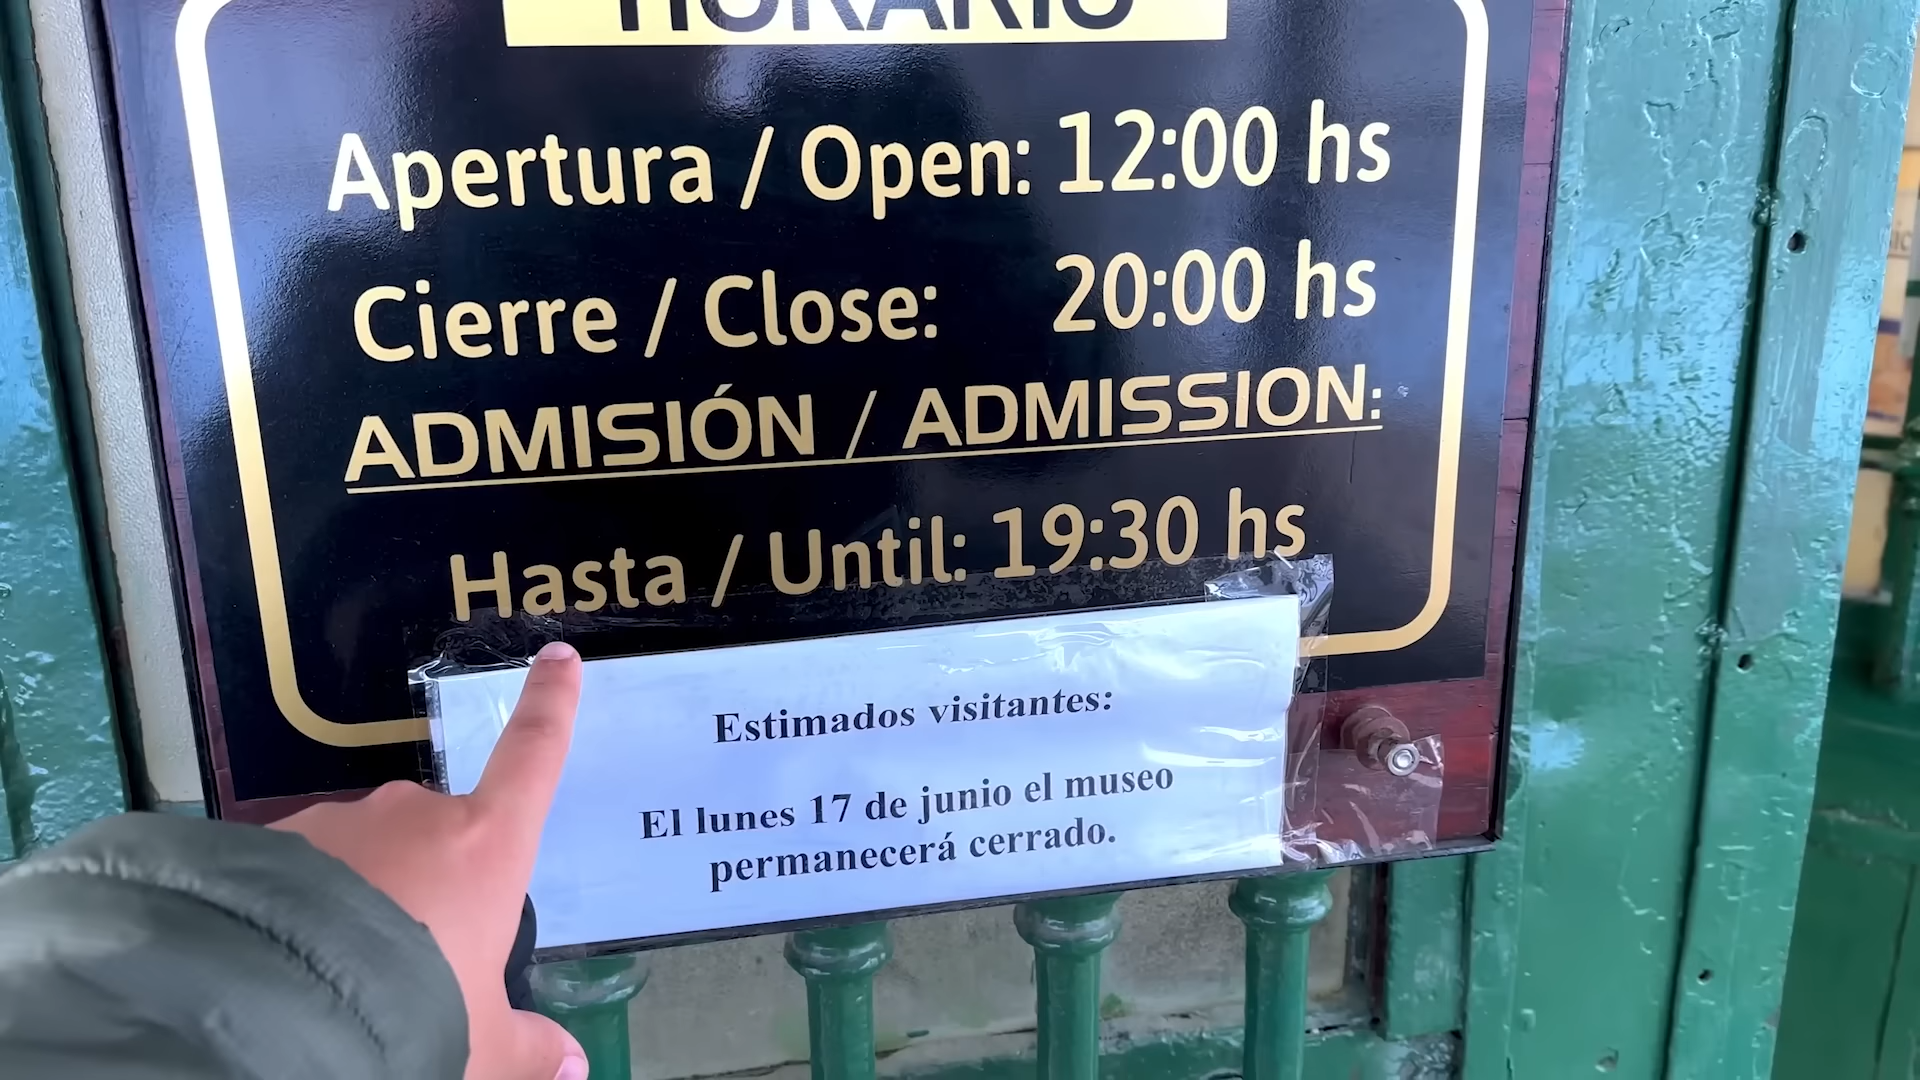 HORARIO
Apertura / Open: 12:00 hs
Cierre / Close: 20:00 hs
ADMISIÓN / ADMISSION:
Hasta / Until: 19:30 hs
Estimados visitantes:
El lunes 17 de junio el museo
permanecerá cerrado.